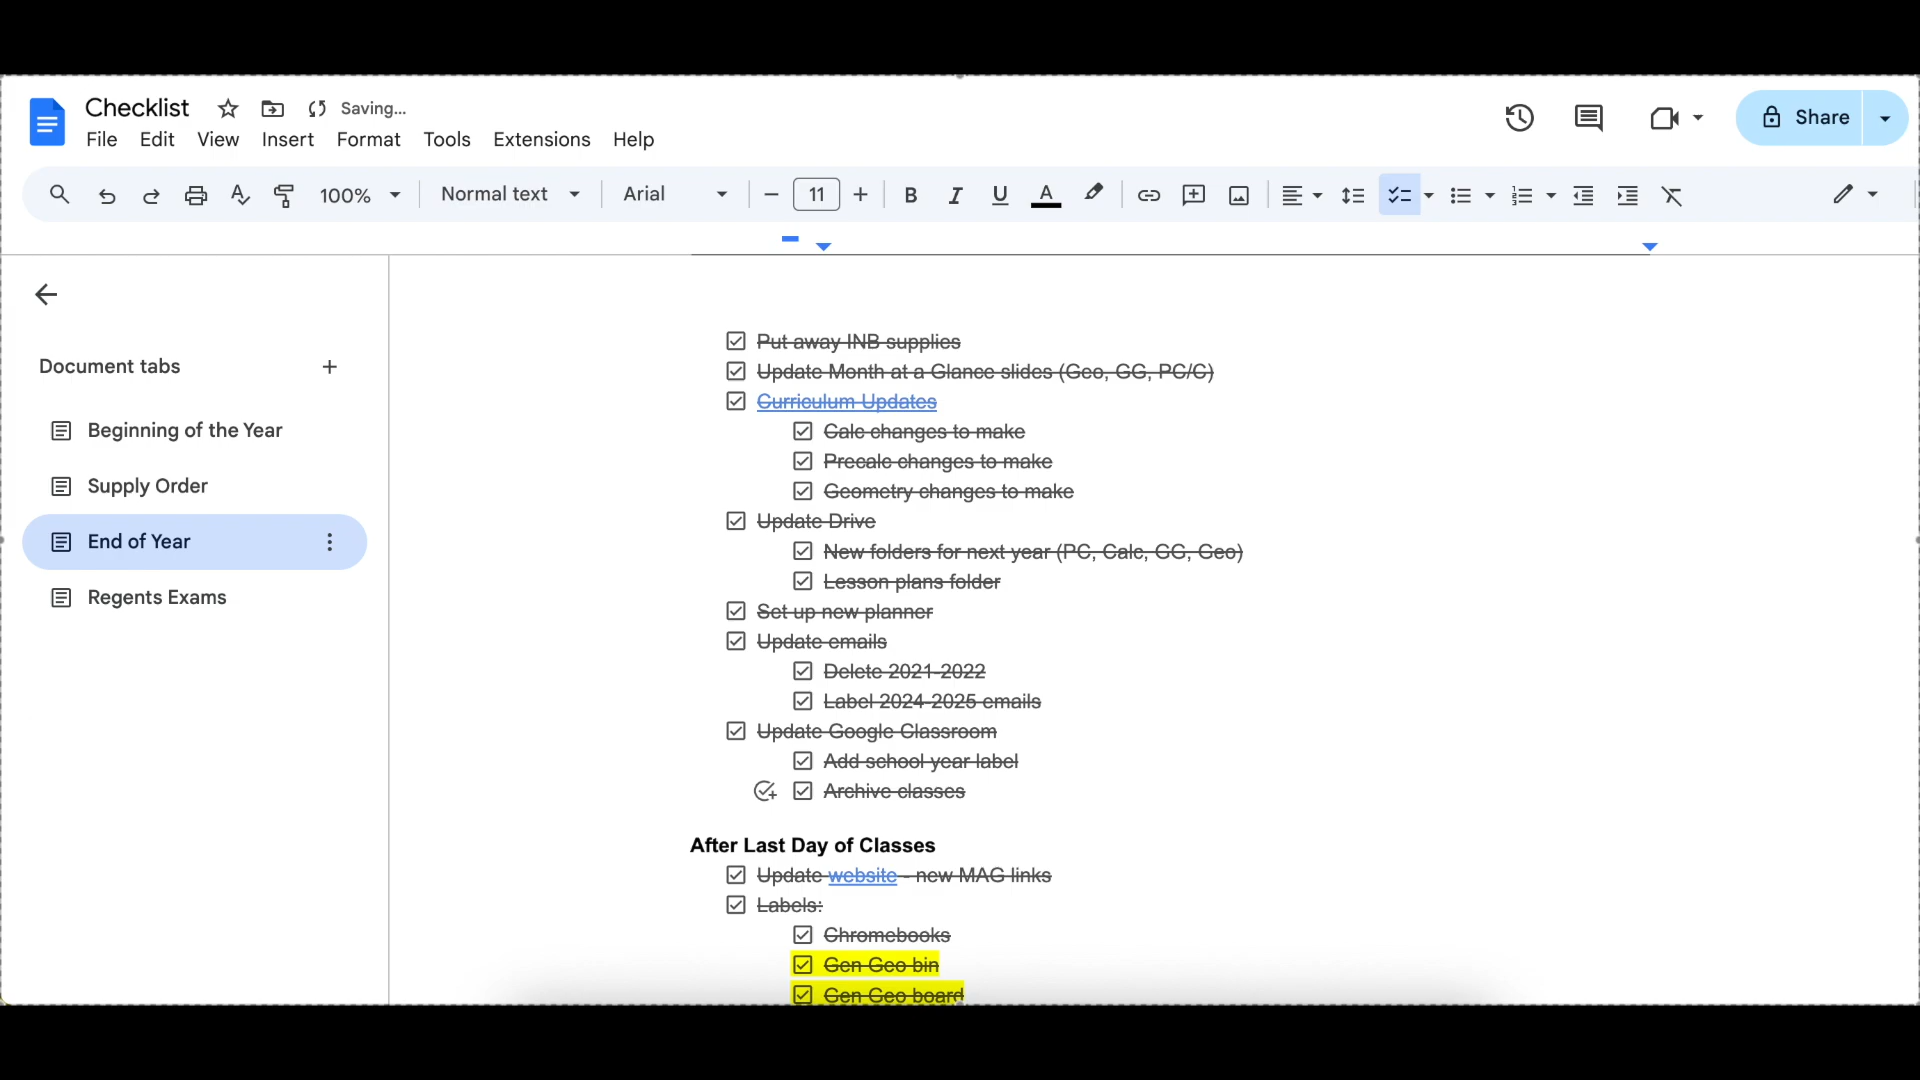 Checklist Saving...
File Edit View Insert Format Tools Extensions Help
Share
100% Normal text Arial 11 B I U A
Document tabs
Beginning of the Year
Supply Order
End of Year
Regents Exams
Put away INB supplies
Update Month at a Glance slides (Geo, GG, PC/C)
Curriculum Updates
Calc changes to make
Precalc changes to make
Geometry changes to make
Update Drive
New folders for next year (PC, Calc, GG, Geo)
Lesson plans folder
Set up new planner
Update emails
Delete 2021-2022
Label 2024-2025 emails
Update Google Classroom
Add school year label
Archive classes
After Last Day of Classes
Update website - new MAG links
Labels:
Chromebooks
Gen Geo bin
Gen Geo board